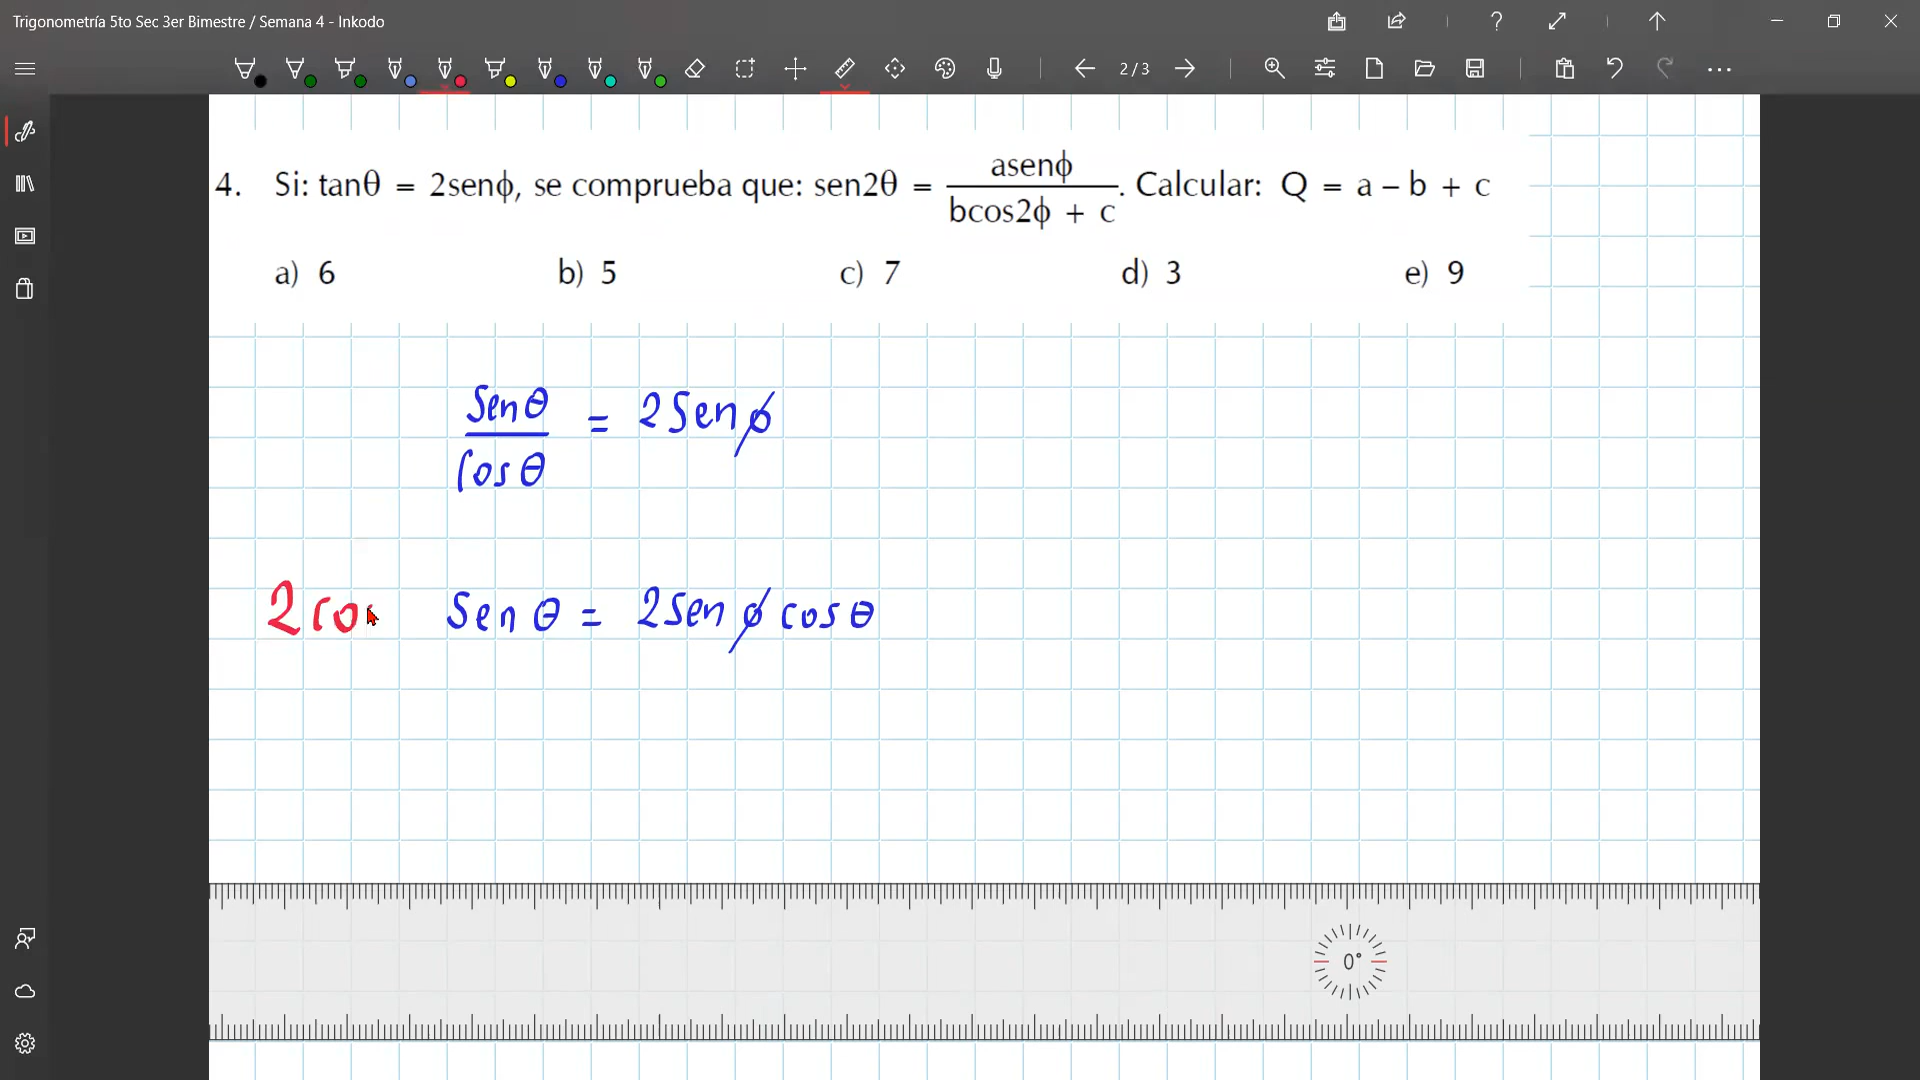 Trigonometría 5to Sec 3er Bimestre / Semana 4 - Inkodo
2 / 3
4. Si: tanθ = 2senϕ, se comprueba que: sen2θ = asenϕ / bcos2ϕ + c. Calcular: Q = a – b + c
a) 6 b) 5 c) 7 d) 3 e) 9
Senθ / Cosθ = 2Senϕ
2cos Senθ = 2Senϕ cosθ
0°